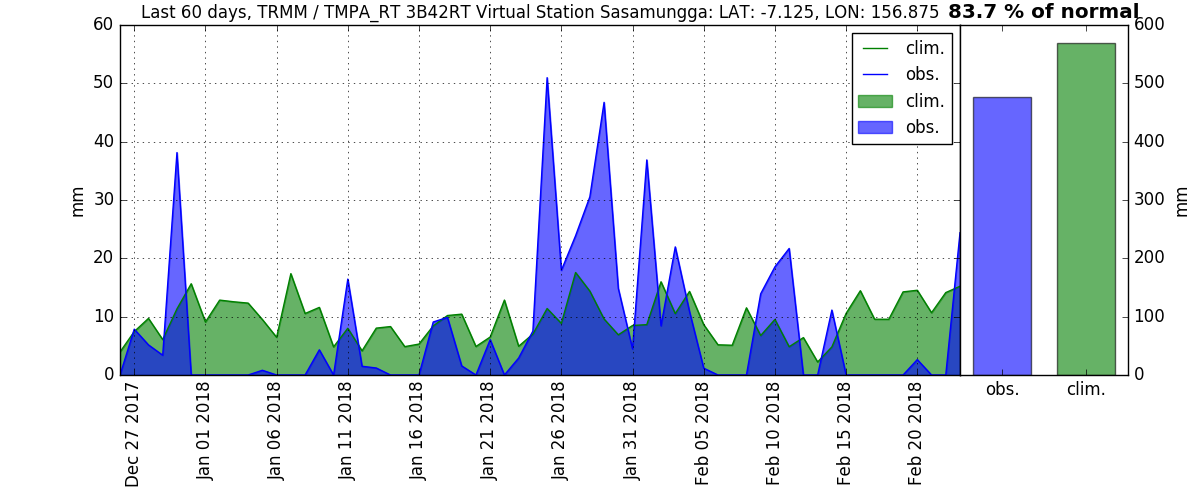 Last 60 days, TRMM / TMPA_RT 3B42RT Virtual Station Sasamungga: LAT: -7.125, LON: 156.875
83.7 % of normal
mm
60
50
40
30
20
10
0
clim.
obs.
clim.
obs.
Dec 27 2017
Jan 01 2018
Jan 06 2018
Jan 11 2018
Jan 16 2018
Jan 21 2018
Jan 26 2018
Jan 31 2018
Feb 05 2018
Feb 10 2018
Feb 15 2018
Feb 20 2018
obs.
clim.
600
500
400
300
200
100
0
mm